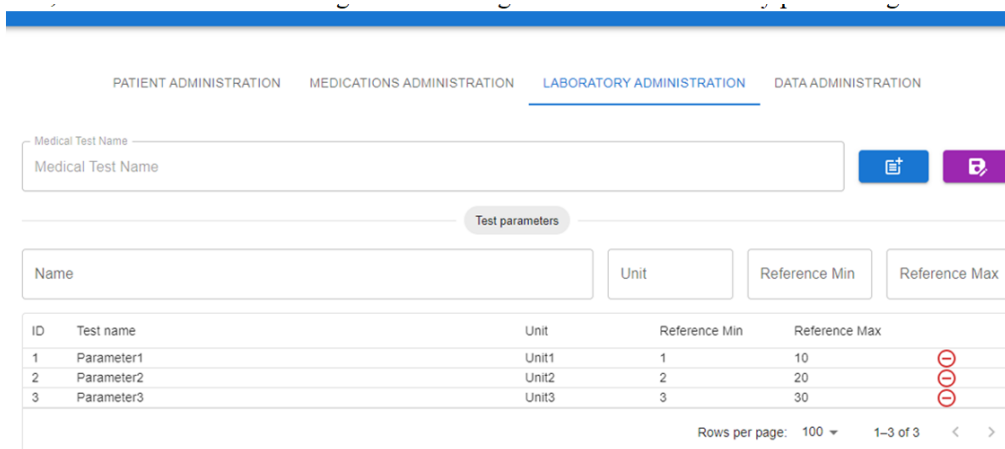 PATIENT ADMINISTRATION MEDICATIONS ADMINISTRATION LABORATORY ADMINISTRATION DATA ADMINISTRATION
Medical Test Name
Medical Test Name
Test parameters
Name Unit Reference Min Reference Max
ID Test name Unit Reference Min Reference Max
1 Parameter1 Unit1 1 10
2 Parameter2 Unit2 2 20
3 Parameter3 Unit3 3 30
Rows per page: 100 1–3 of 3